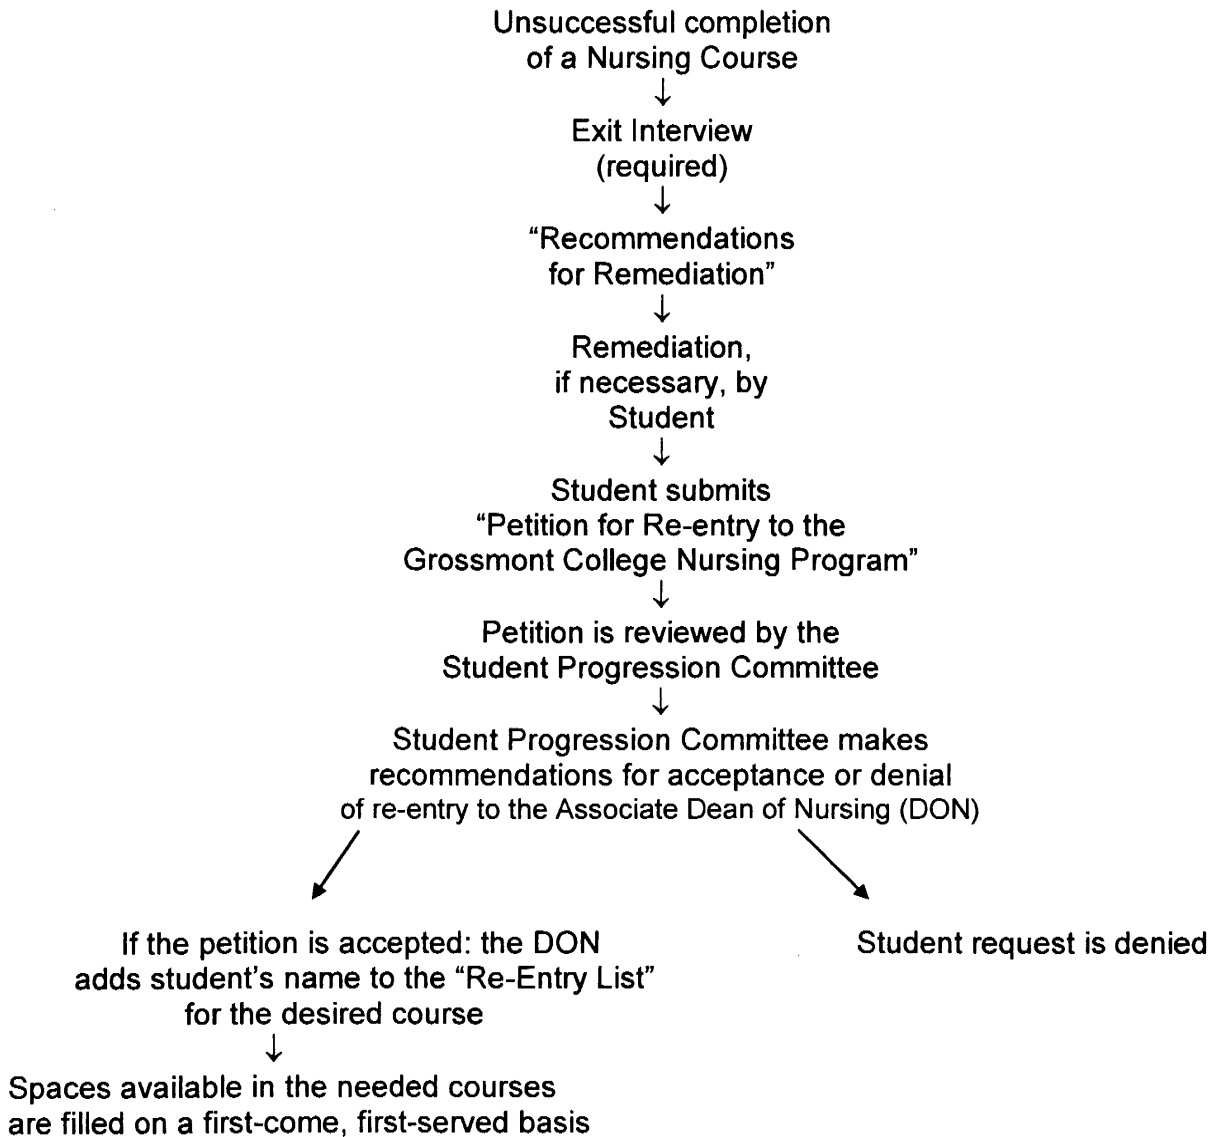 Unsuccessful completion
of a Nursing Course
↓
Exit Interview
(required)
↓
“Recommendations
for Remediation”
↓
Remediation,
if necessary, by
Student
↓
Student submits
“Petition for Re-entry to the
Grossmont College Nursing Program”
↓
Petition is reviewed by the
Student Progression Committee
↓
Student Progression Committee makes
recommendations for acceptance or denial
of re-entry to the Associate Dean of Nursing (DON)
If the petition is accepted: the DON
adds student’s name to the “Re-Entry List”
for the desired course
↓
Spaces available in the needed courses
are filled on a first-come, first-served basis
Student request is denied